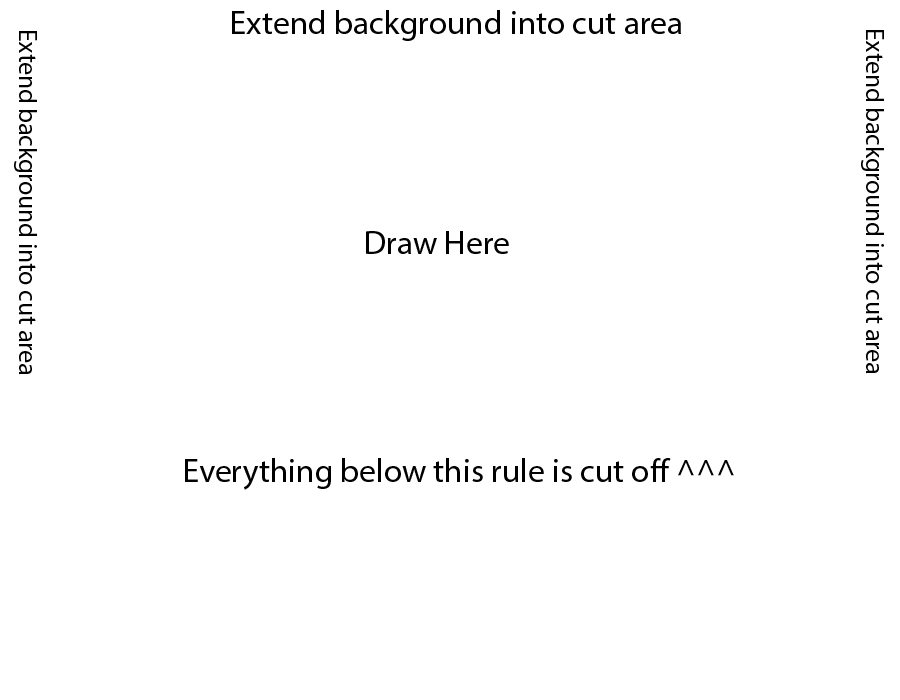 Extend background into cut area
Extend background into cut area
Extend background into cut area
Draw Here
Everything below this rule is cut off ^^^